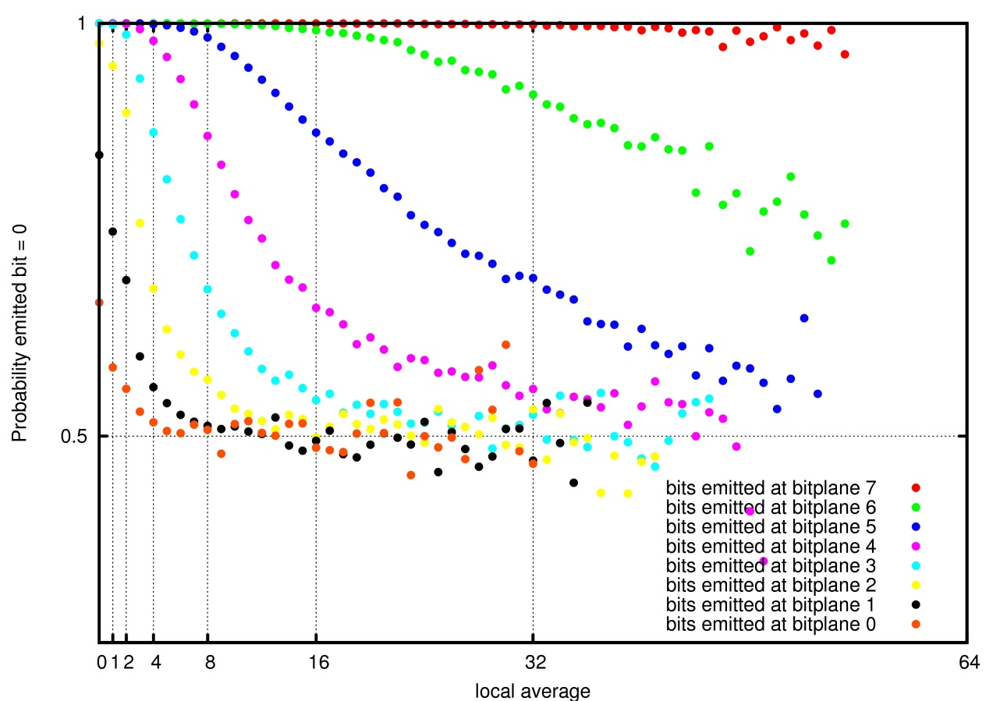 1
0.5
Probability emitted bit = 0
bits emitted at bitplane 7
bits emitted at bitplane 6
bits emitted at bitplane 5
bits emitted at bitplane 4
bits emitted at bitplane 3
bits emitted at bitplane 2
bits emitted at bitplane 1
bits emitted at bitplane 0
0 1 2 4 8 16 32 64
local average